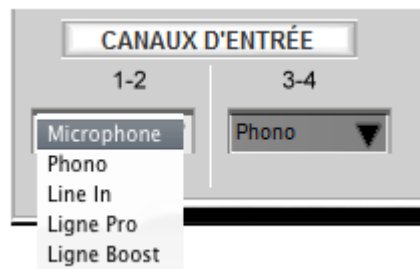 CANAUX D'ENTRÉE
1-2
3-4
Microphone
Phono
Phono
Line In
Ligne Pro
Ligne Boost